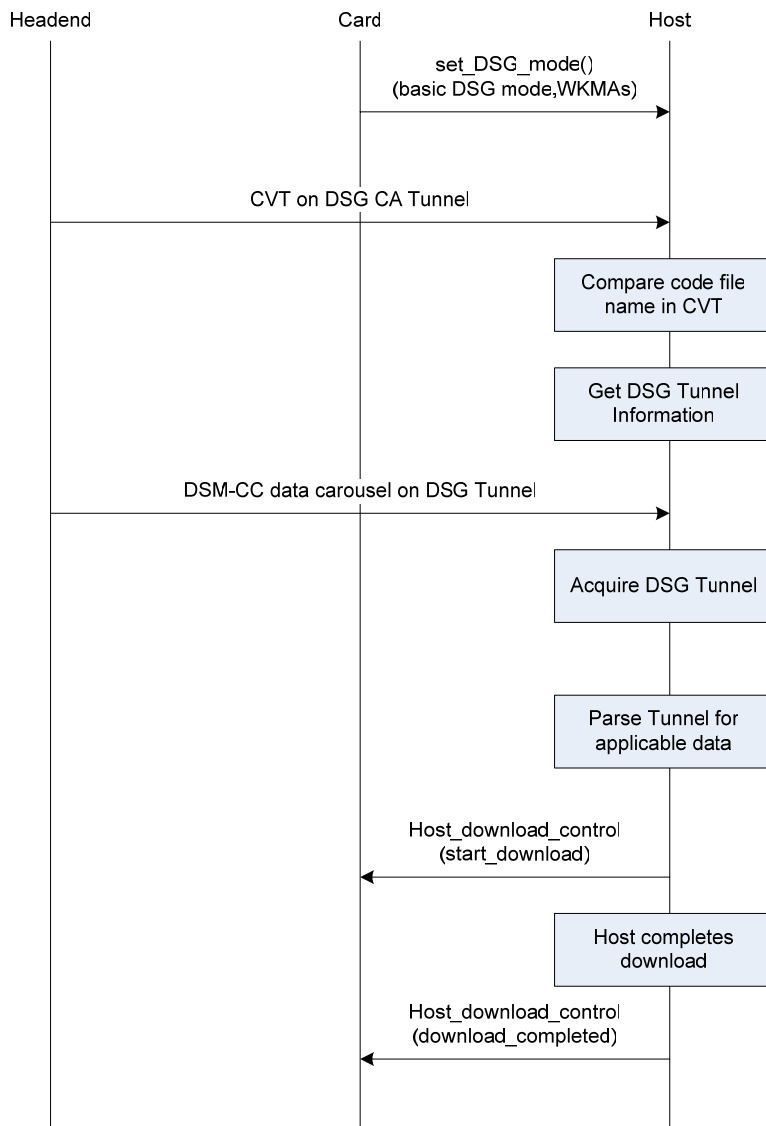 Headend Card Host
set_DSG_mode()
(basic DSG mode,WKMAs)
CVT on DSG CA Tunnel
Compare code file
name in CVT
Get DSG Tunnel
Information
DSM-CC data carousel on DSG Tunnel
Acquire DSG Tunnel
Parse Tunnel for
applicable data
Host_download_control
(start_download)
Host completes
download
Host_download_control
(download_completed)